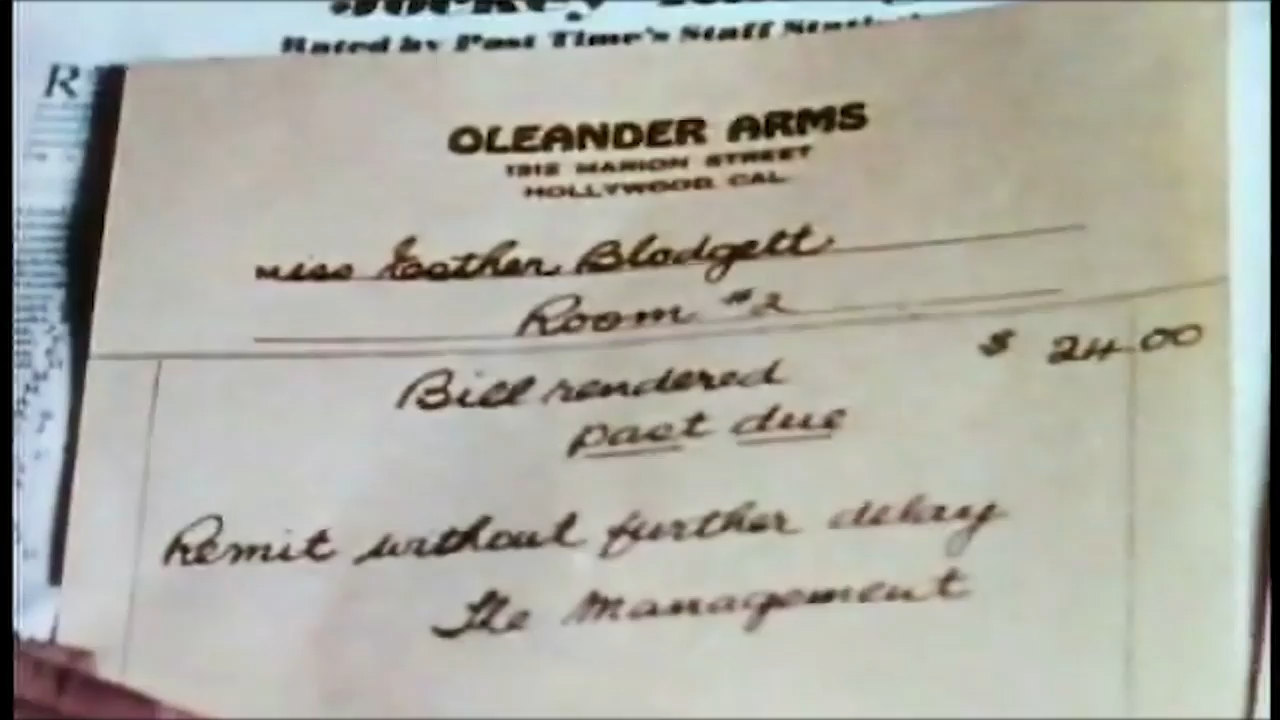 Rated by Past Time's Staff
R
OLEANDER ARMS
1312 MARION STREET
HOLLYWOOD. CAL.
Miss Esther Blodgett
Room #2
$ 24.00
Bill rendered
past due
Remit without further delay
The Management